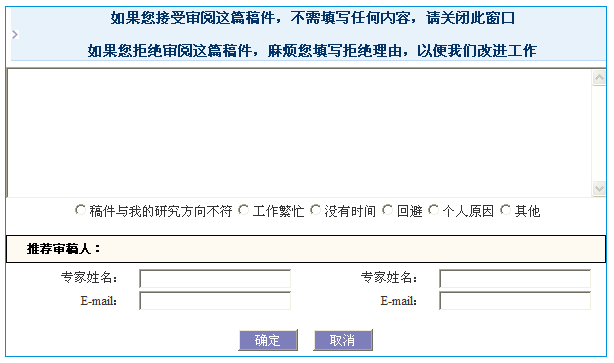 如果您接受审阅这篇稿件，不需填写任何内容，请关闭此窗口
如果您拒绝审阅这篇稿件，麻烦您填写拒绝理由，以便我们改进工作
稿件与我的研究方向不符 工作繁忙 没有时间 回避 个人原因 其他
推荐审稿人：
专家姓名： 专家姓名：
E-mail： E-mail：
确定 取消